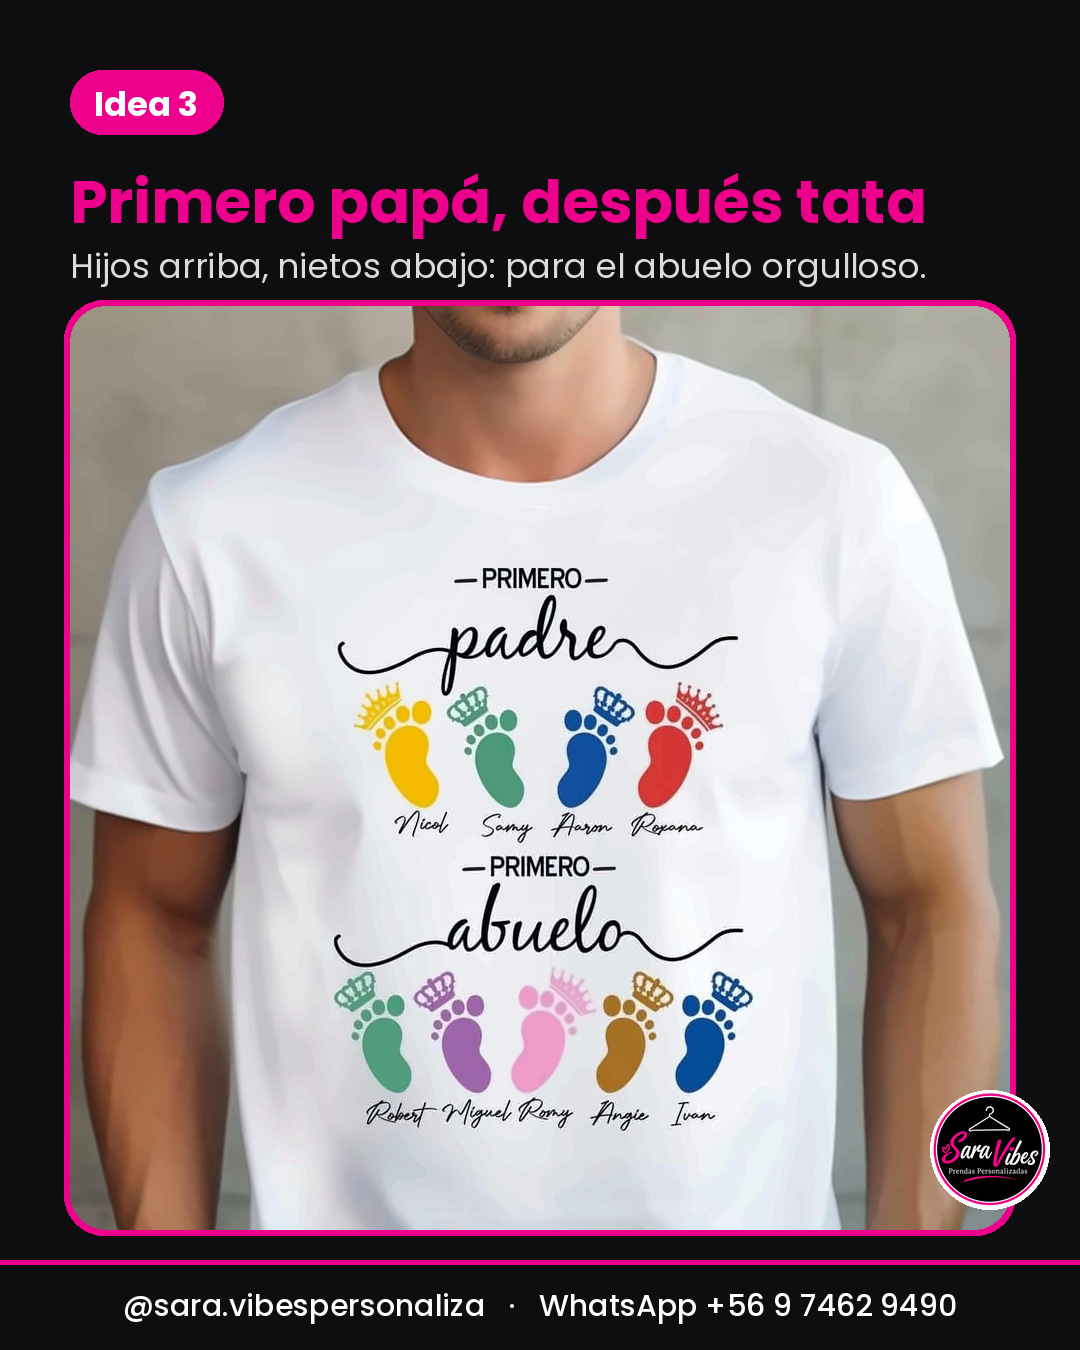 Idea 3
Primero papá, después tata
Hijos arriba, nietos abajo: para el abuelo orgulloso.
PRIMERO
padre
Nicol Samy Aaron Roxana
PRIMERO
abuelo
Robert Miguel Romy Angie Ivan
Sara Vibes
Prendas Personalizadas
@sara.vibespersonaliza · WhatsApp +56 9 7462 9490